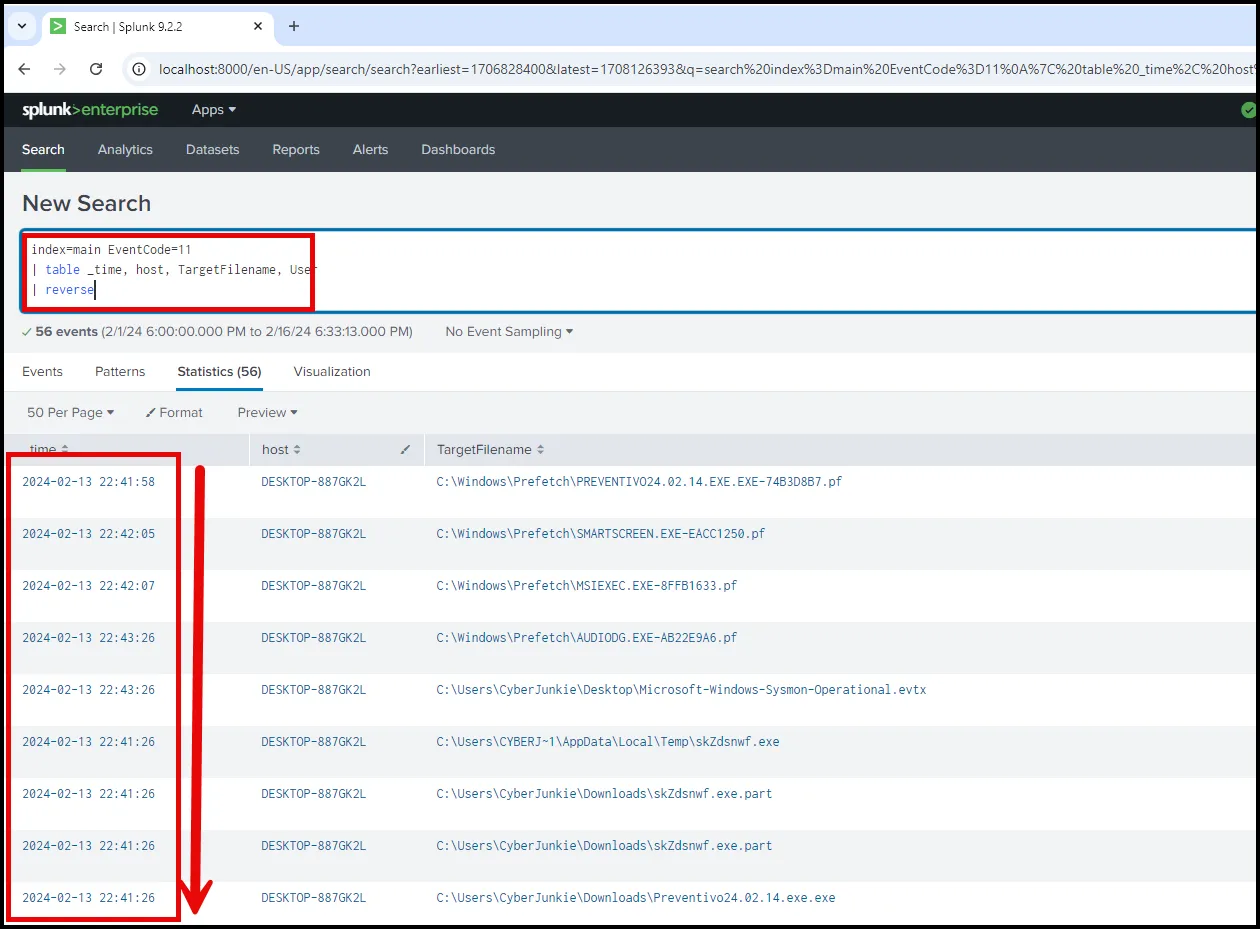 Search | Splunk 9.2.2
localhost:8000/en-US/app/search/search?earliest=1706828400&latest=1708126393&q=search%20index%3Dmain%20EventCode%3D11%0A%7C%20table%20_time%2C%20host%
splunk>enterprise Apps
Search Analytics Datasets Reports Alerts Dashboards
New Search
index=main EventCode=11
| table _time, host, TargetFilename, User
| reverse
56 events (2/1/24 6:00:00.000 PM to 2/16/24 6:33:13.000 PM) No Event Sampling
Events Patterns Statistics (56) Visualization
50 Per Page Format Preview
_time host TargetFilename
2024-02-13 22:41:58 DESKTOP-887GK2L C:\Windows\Prefetch\PREVENTIVO24.02.14.EXE.EXE-74B3D8B7.pf
2024-02-13 22:42:05 DESKTOP-887GK2L C:\Windows\Prefetch\SMARTSCREEN.EXE-EACC1250.pf
2024-02-13 22:42:07 DESKTOP-887GK2L C:\Windows\Prefetch\MSIEXEC.EXE-8FFB1633.pf
2024-02-13 22:43:26 DESKTOP-887GK2L C:\Windows\Prefetch\AUDIODG.EXE-AB22E9A6.pf
2024-02-13 22:43:26 DESKTOP-887GK2L C:\Users\CyberJunkie\Desktop\Microsoft-Windows-Sysmon-Operational.evtx
2024-02-13 22:41:26 DESKTOP-887GK2L C:\Users\CYBERJ~1\AppData\Local\Temp\skZdsnwf.exe
2024-02-13 22:41:26 DESKTOP-887GK2L C:\Users\CyberJunkie\Downloads\skZdsnwf.exe.part
2024-02-13 22:41:26 DESKTOP-887GK2L C:\Users\CyberJunkie\Downloads\skZdsnwf.exe.part
2024-02-13 22:41:26 DESKTOP-887GK2L C:\Users\CyberJunkie\Downloads\Preventivo24.02.14.exe.exe